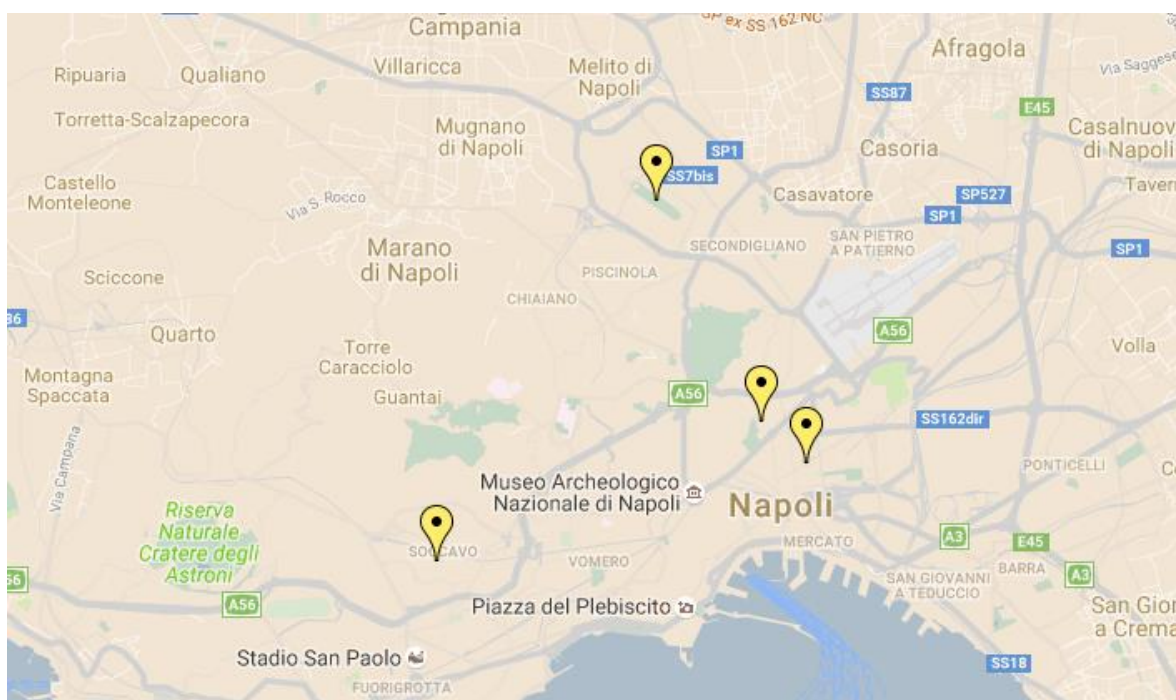 SP ex SS 162 NC
Campania
Afragola
Ripuaria
Qualiano
Villaricca
Melito di
Napoli
Via Saggese
SS87
E45
Torretta-Scalzapecora
Mugnano
di Napoli
Casoria
Casalnuov
di Napoli
SP1
SS7bis
Castello
Monteleone
Via S. Rocco
Casavatore
SP527
Tavern
SP1
Marano
di Napoli
SECONDIGLIANO
SAN PIETRO
A PATIERNO
SP1
Sciccone
PISCINOLA
CHIAIANO
36
Quarto
A56
Torre
Caracciolo
Volla
Montagna
Spaccata
Guantai
A56
SS162dir
Via Campana
Museo Archeologico
Nazionale di Napoli
PONTICELLI
Napoli
Riserva
Naturale
Cratere degli
Astroni
SOCCAVO
VOMERO
MERCATO
A3
E45
BARRA
A3
56
A56
Piazza del Plebiscito
SAN GIOVANNI
A TEDUCCIO
San Gior
a Crema
Stadio San Paolo
SS18
FUORIGROTTA